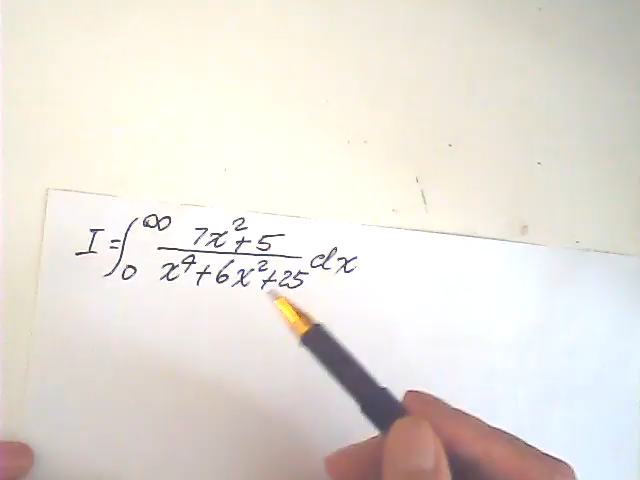 I = ∫₀^∞ (7x² + 5)/(x⁴ + 6x² + 25) dx